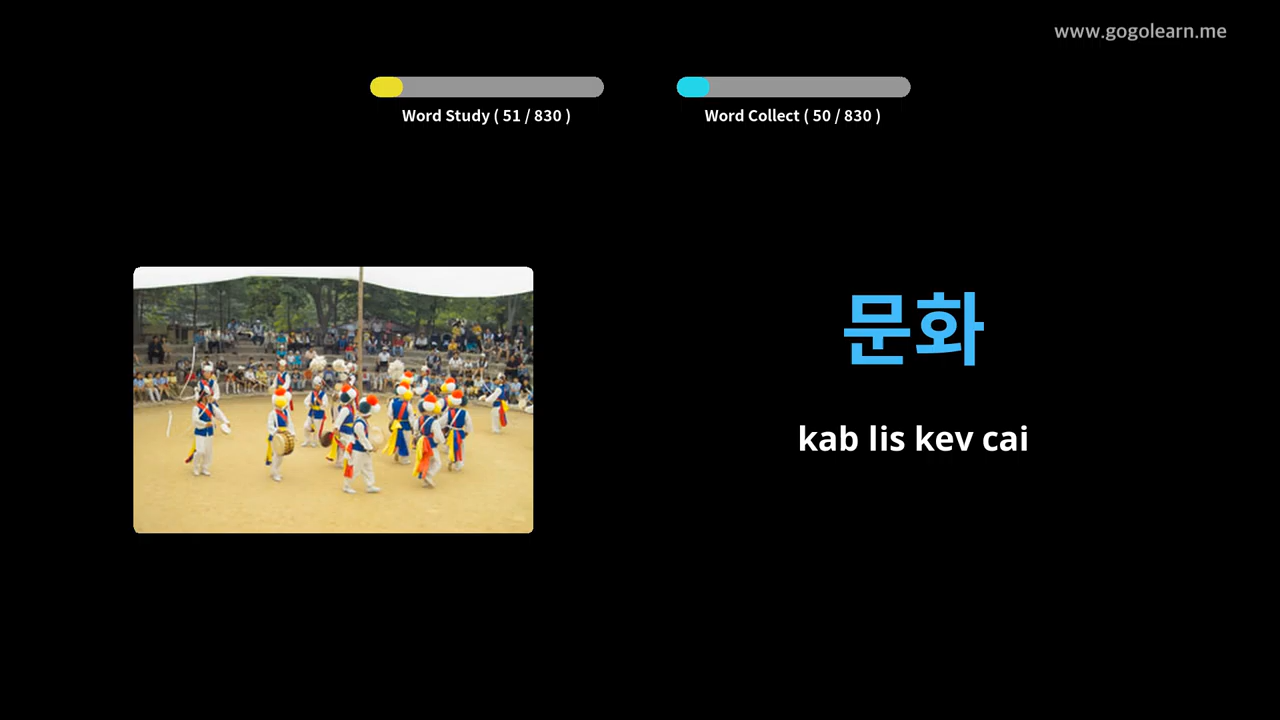 www.gogolearn.me
Word Study ( 51 / 830 )
Word Collect ( 50 / 830 )
문화
kab lis kev cai